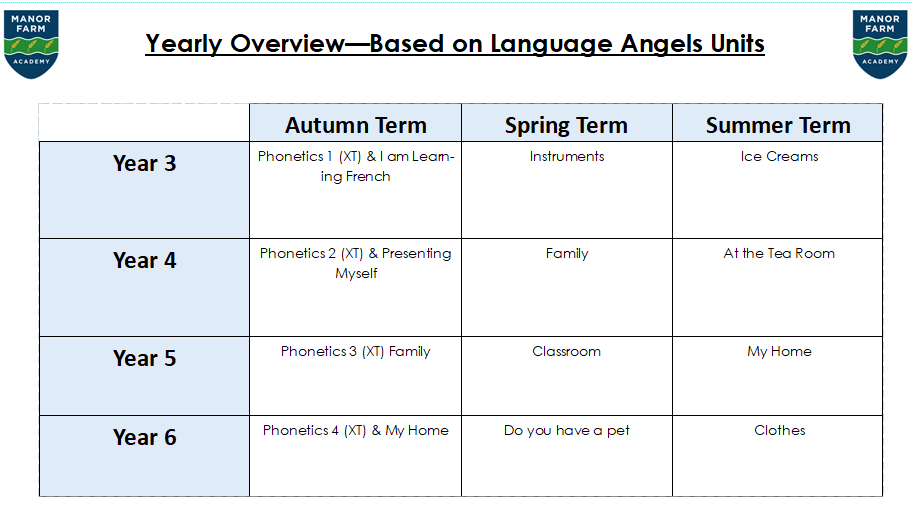 MANOR
FARM
ACADEMY
Yearly Overview—Based on Language Angels Units
MANOR
FARM
ACADEMY
Autumn Term
Spring Term
Summer Term
Year 3
Phonetics 1 (XT) & I am Learn-
ing French
Instruments
Ice Creams
Year 4
Phonetics 2 (XT) & Presenting
Myself
Family
At the Tea Room
Year 5
Phonetics 3 (XT) Family
Classroom
My Home
Year 6
Phonetics 4 (XT) & My Home
Do you have a pet
Clothes